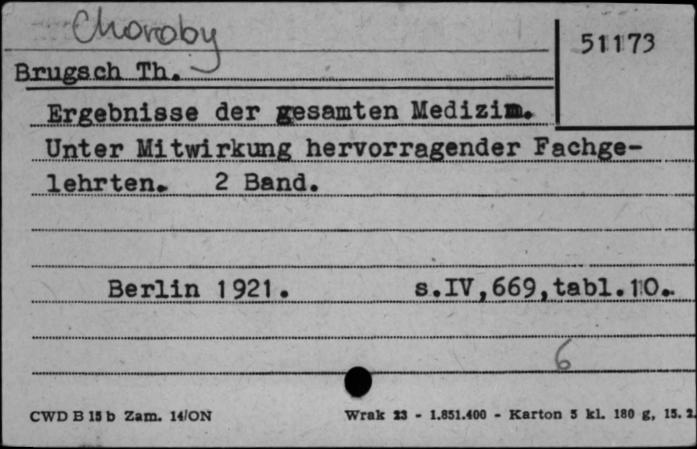 Choroby
51173
Brugsch Th.
Ergebnisse der gesamten Medizin.
Unter Mitwirkung hervorragender Fachge-
lehrten. 2 Band.
Berlin 1921. s.IV,669,tabl.10.
6
CWD B 15 b Zam. 14/ON Wrak 23 - 1.851.400 - Karton 5 kl. 180 g, 15. 2.